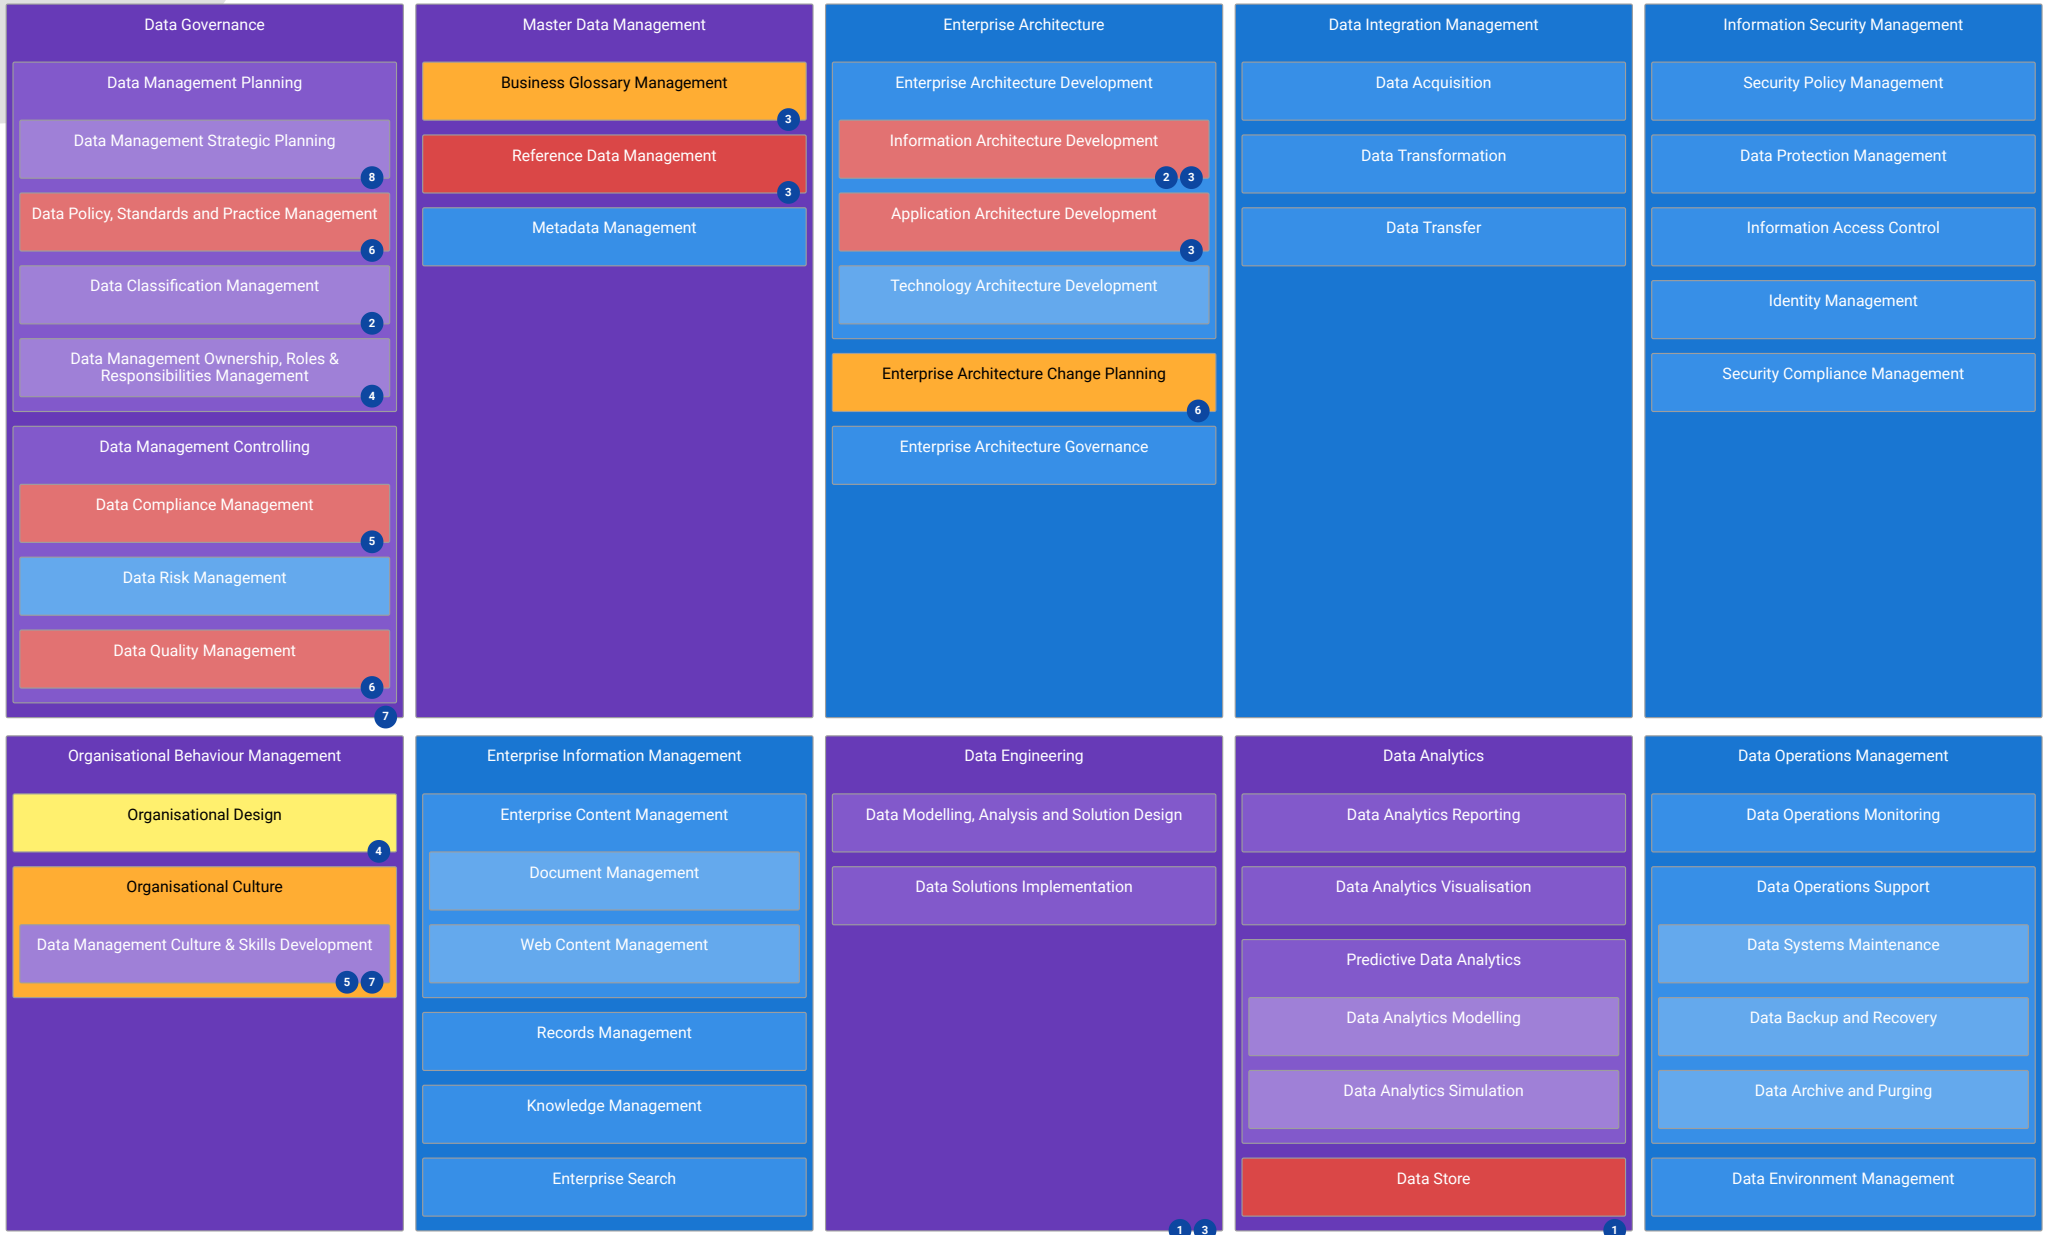 Data Governance
Data Management Planning
Data Management Strategic Planning
8
Data Policy, Standards and Practice Management
6
Data Classification Management
2
Data Management Ownership, Roles &
Responsibilities Management
4
Data Management Controlling
Data Compliance Management
5
Data Risk Management
Data Quality Management
6
7
Master Data Management
Business Glossary Management
3
Reference Data Management
3
Metadata Management
Enterprise Architecture
Enterprise Architecture Development
Information Architecture Development
2 3
Application Architecture Development
3
Technology Architecture Development
Enterprise Architecture Change Planning
6
Enterprise Architecture Governance
Data Integration Management
Data Acquisition
Data Transformation
Data Transfer
Information Security Management
Security Policy Management
Data Protection Management
Information Access Control
Identity Management
Security Compliance Management
Organisational Behaviour Management
Organisational Design
4
Organisational Culture
Data Management Culture & Skills Development
5 7
Enterprise Information Management
Enterprise Content Management
Document Management
Web Content Management
Records Management
Knowledge Management
Enterprise Search
Data Engineering
Data Modelling, Analysis and Solution Design
Data Solutions Implementation
1 3
Data Analytics
Data Analytics Reporting
Data Analytics Visualisation
Predictive Data Analytics
Data Analytics Modelling
Data Analytics Simulation
Data Store
1
Data Operations Management
Data Operations Monitoring
Data Operations Support
Data Systems Maintenance
Data Backup and Recovery
Data Archive and Purging
Data Environment Management